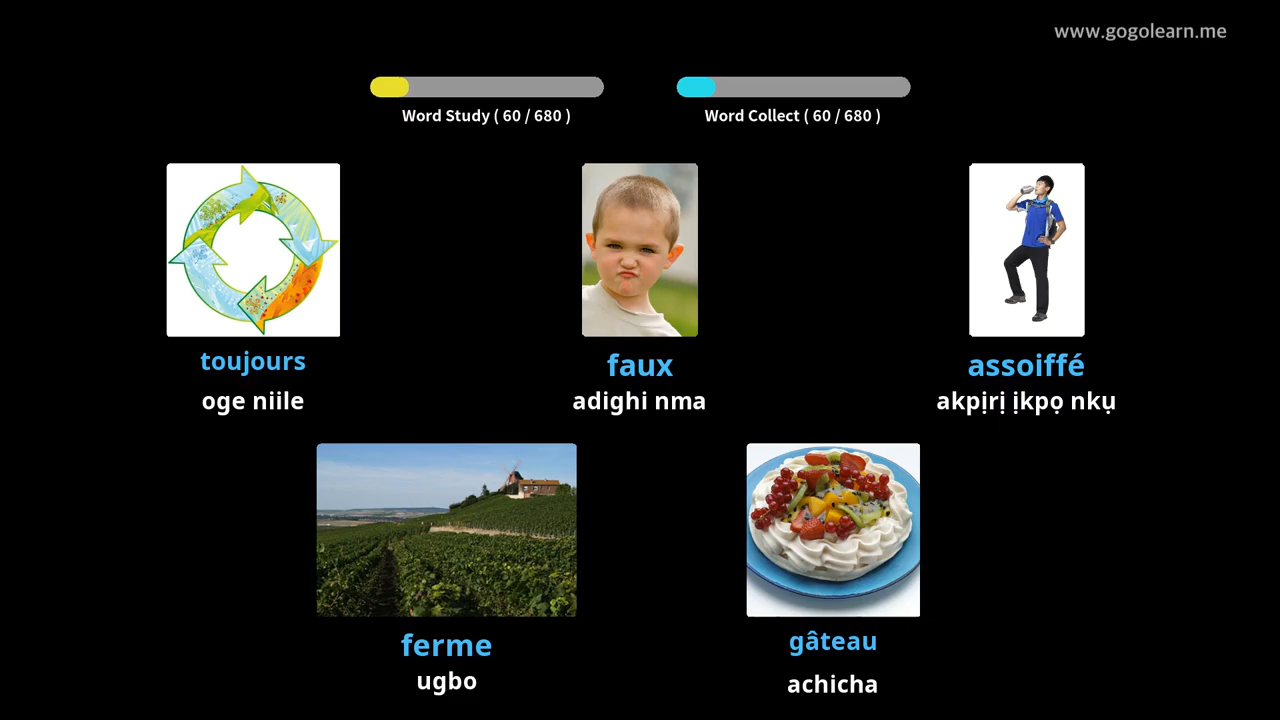 www.gogolearn.me
Word Study ( 60 / 680 )
Word Collect ( 60 / 680 )
toujours
faux
assoiffé
oge niile
adighi nma
akpịrị ịkpọ nkụ
ferme
gâteau
ugbo
achicha